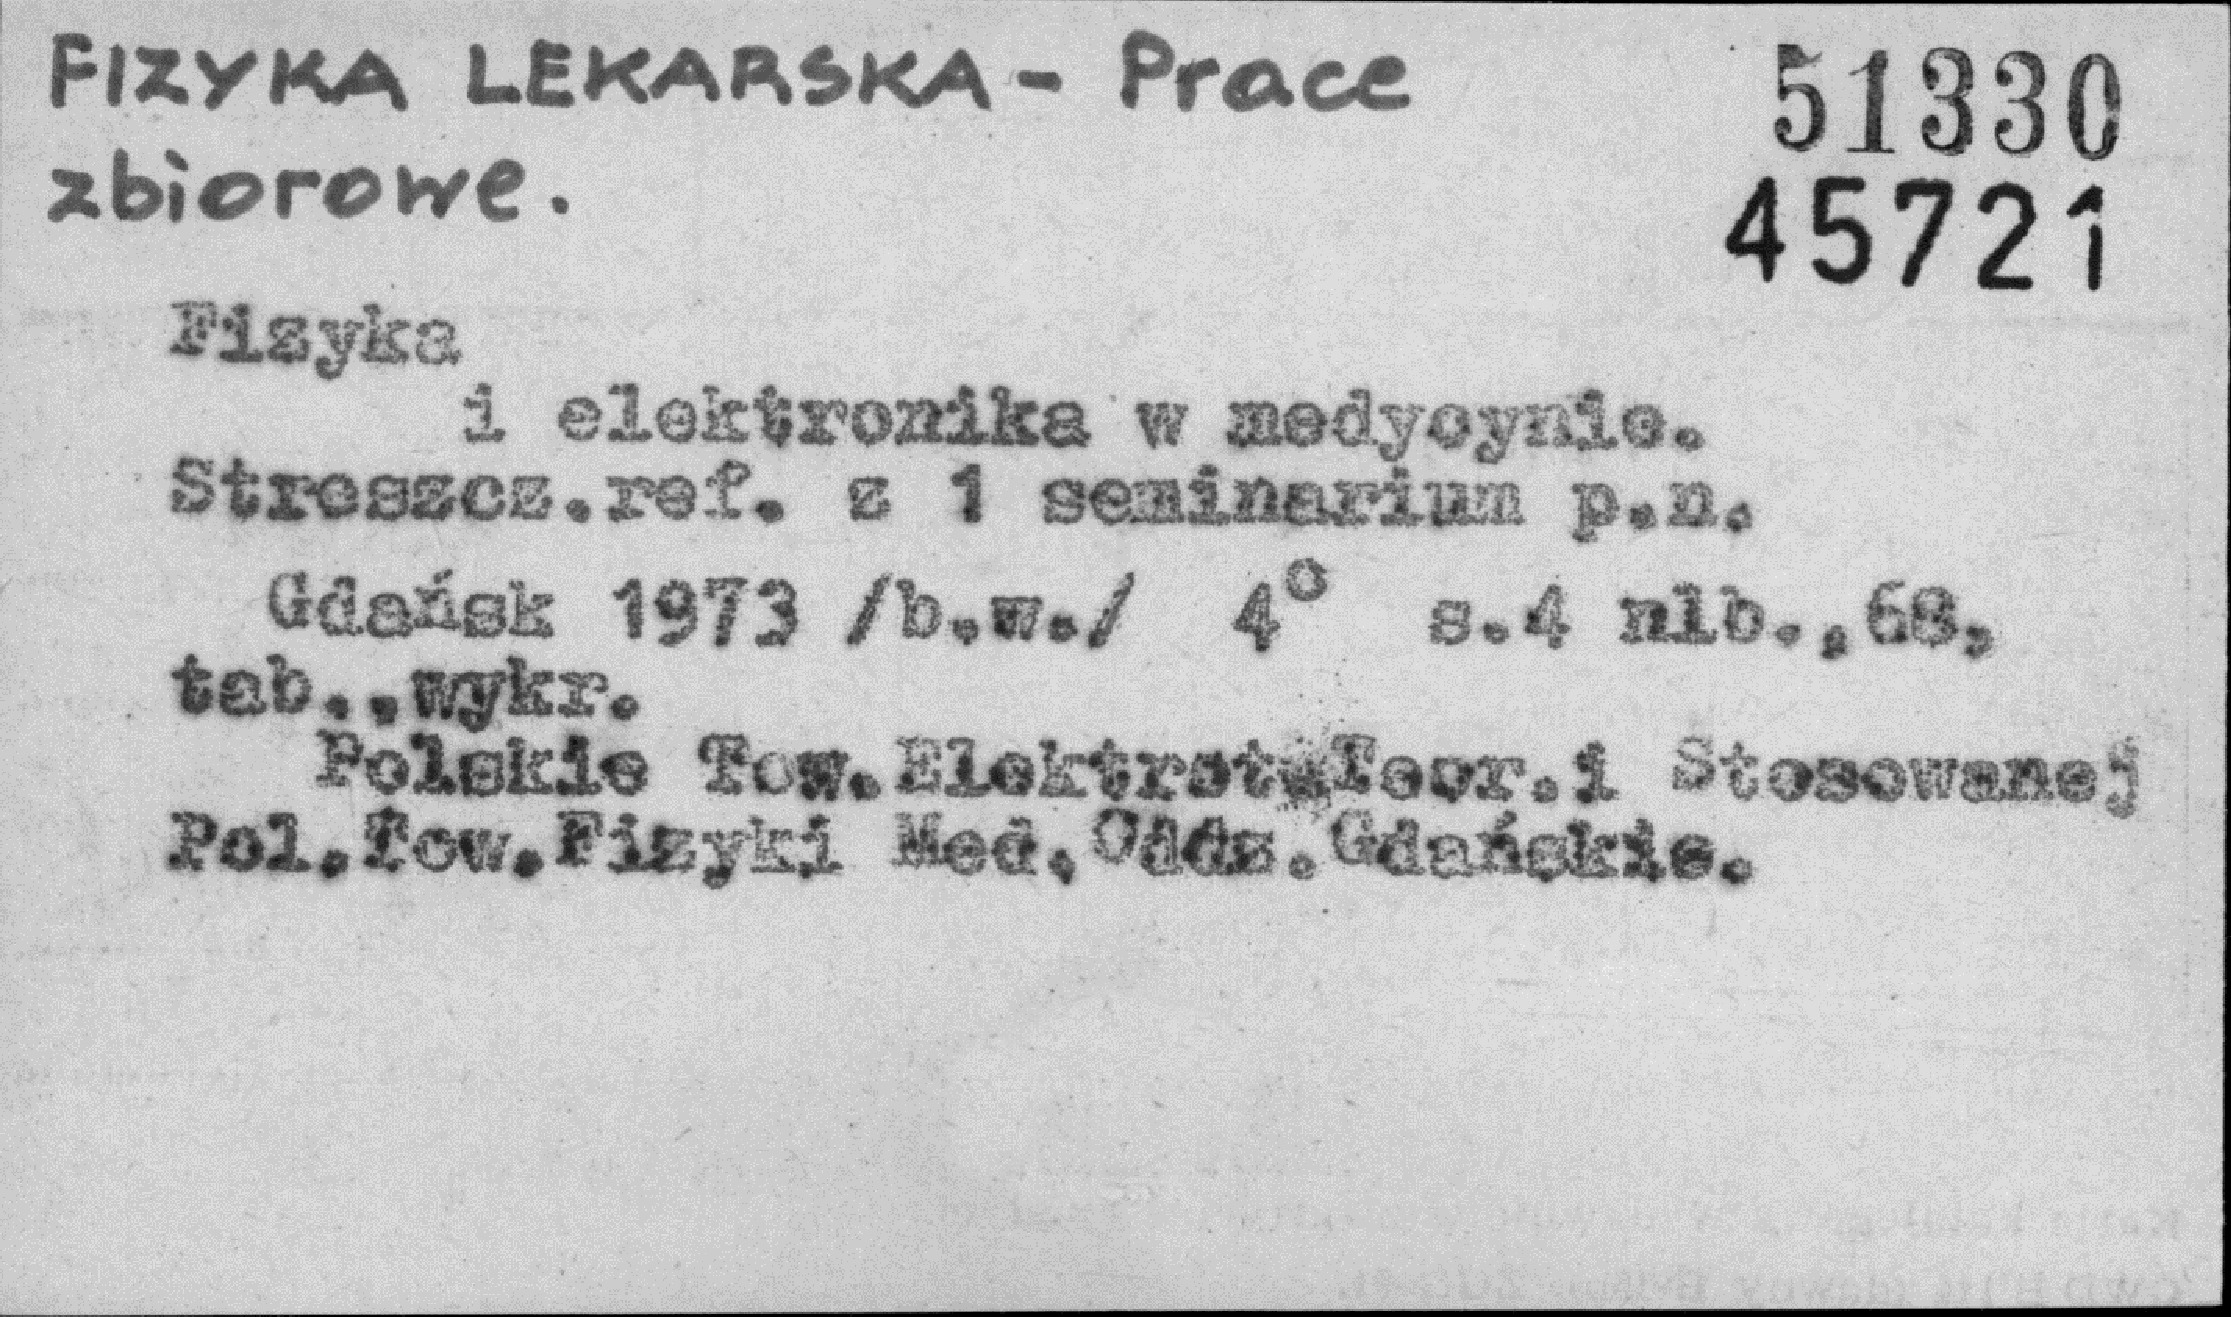 FIZYKA LEKARSKA - Prace
zbiorowe.
51330
45721
Fizyka
i elektronika w medycynie.
Streszcz.ref. z 1 seminarium p.n.
Gdańsk 1973 /b.w./ 4° s.4 nlb.,68,
tab.,wykr.
Polskie Tow. Teor.i Stosowanej
Pol.Tow.Fizyki Med.Oddz.Gdańskie.